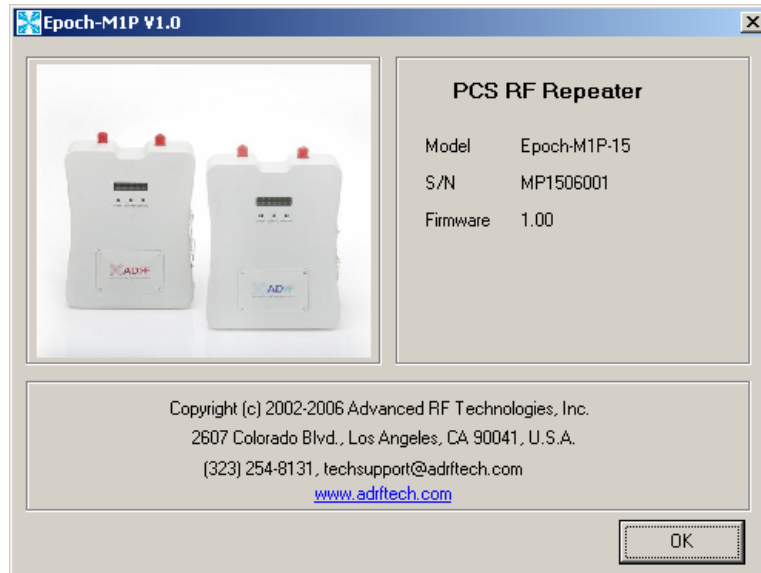 Epoch-M1P V1.0
ADRF
ADRF
PCS RF Repeater
Model Epoch-M1P-15
S/N MP1506001
Firmware 1.00
Copyright (c) 2002-2006 Advanced RF Technologies, Inc.
2607 Colorado Blvd., Los Angeles, CA 90041, U.S.A.
(323) 254-8131, techsupport@adrftech.com
www.adrftech.com
OK